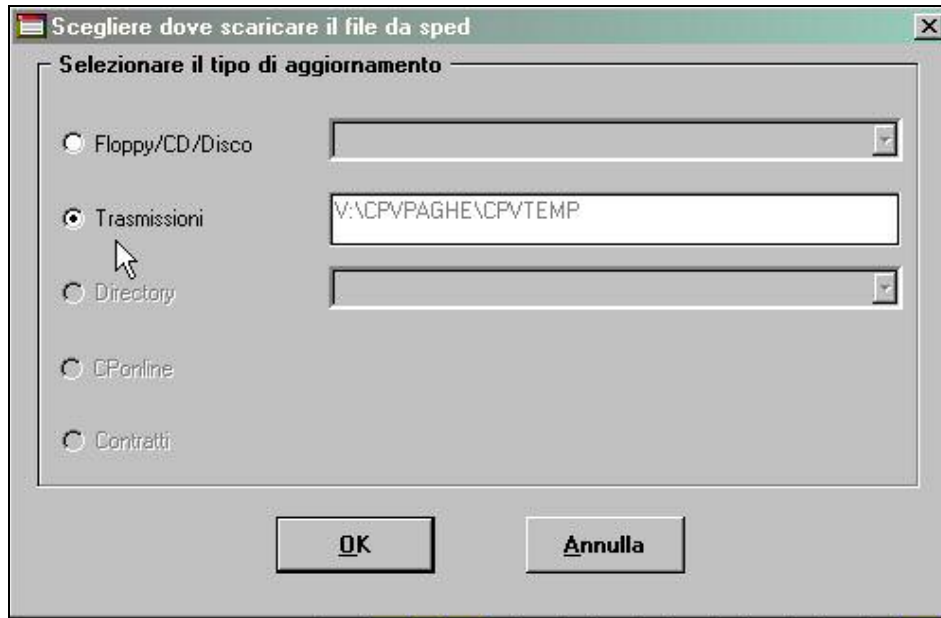 Scegliere dove scaricare il file da sped
Selezionare il tipo di aggiornamento
Floppy/CD/Disco
Trasmissioni V:\CPVPAGHE\CPVTEMP
Directory
CPonline
Contratti
OK Annulla